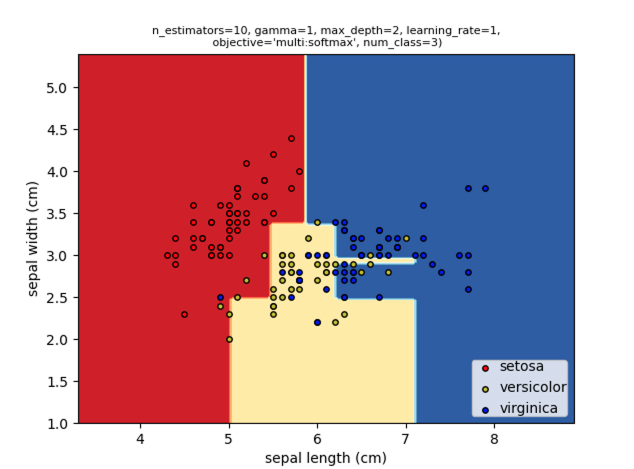 n_estimators=10, gamma=1, max_depth=2, learning_rate=1,
objective='multi:softmax', num_class=3)
5.0
4.5
4.0
3.5
3.0
2.5
2.0
1.5
1.0
sepal width (cm)
setosa
versicolor
virginica
4 5 6 7 8
sepal length (cm)